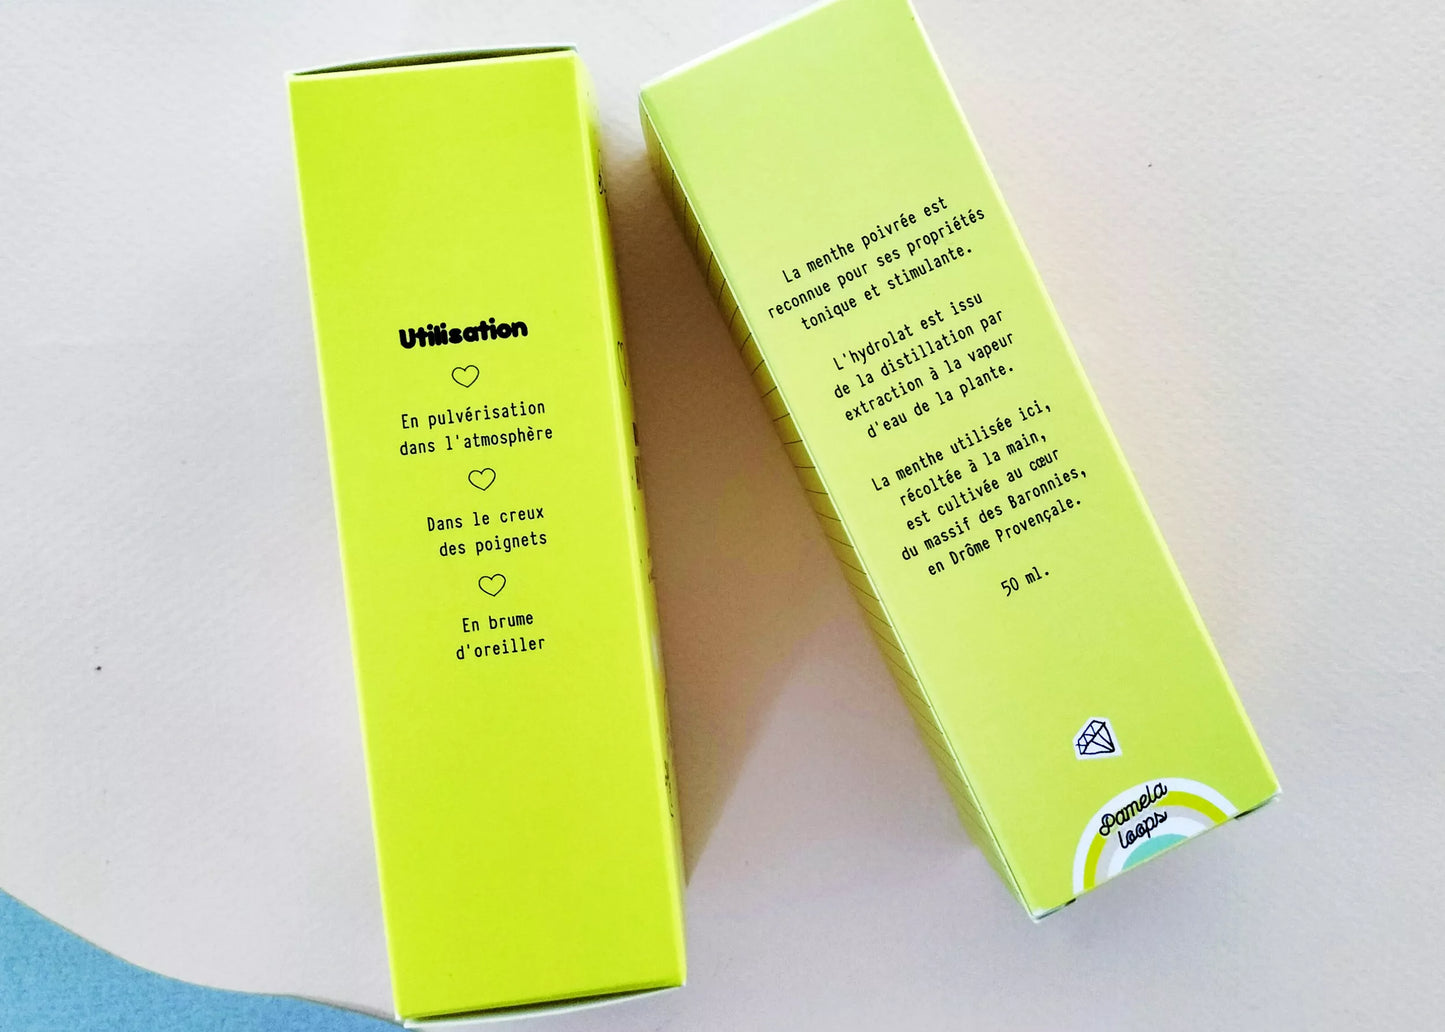 Utilisation
En pulvérisation
dans l'atmosphère
Dans le creux
des poignets
En brume
d'oreiller
La menthe poivrée est
reconnue pour ses propriétés
tonique et stimulante.
L'hydrolat est issu
de la distillation par
extraction à la vapeur
d'eau de la plante.
La menthe utilisée ici,
récoltée à la main,
est cultivée au cœur
du massif des Baronnies,
en Drôme Provençale.
50 ml.
Pamela
loops